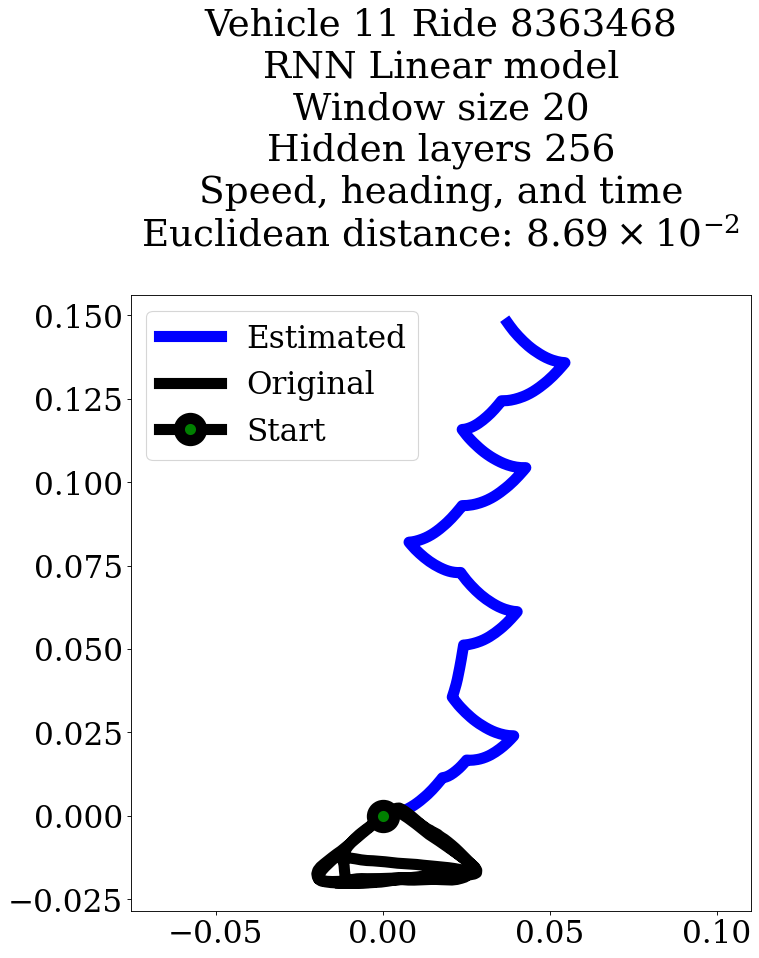 Vehicle 11 Ride 8363468
RNN Linear model
Window size 20
Hidden layers 256
Speed, heading, and time
Euclidean distance: 8.69 × 10⁻²
0.150
0.125
0.100
0.075
0.050
0.025
0.000
−0.025
Estimated
Original
Start
−0.05 0.00 0.05 0.10